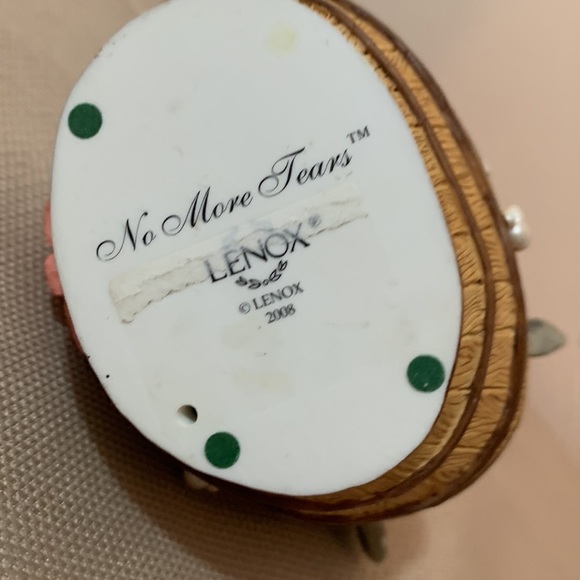 No More Tears™
LENOX®
© LENOX
2008